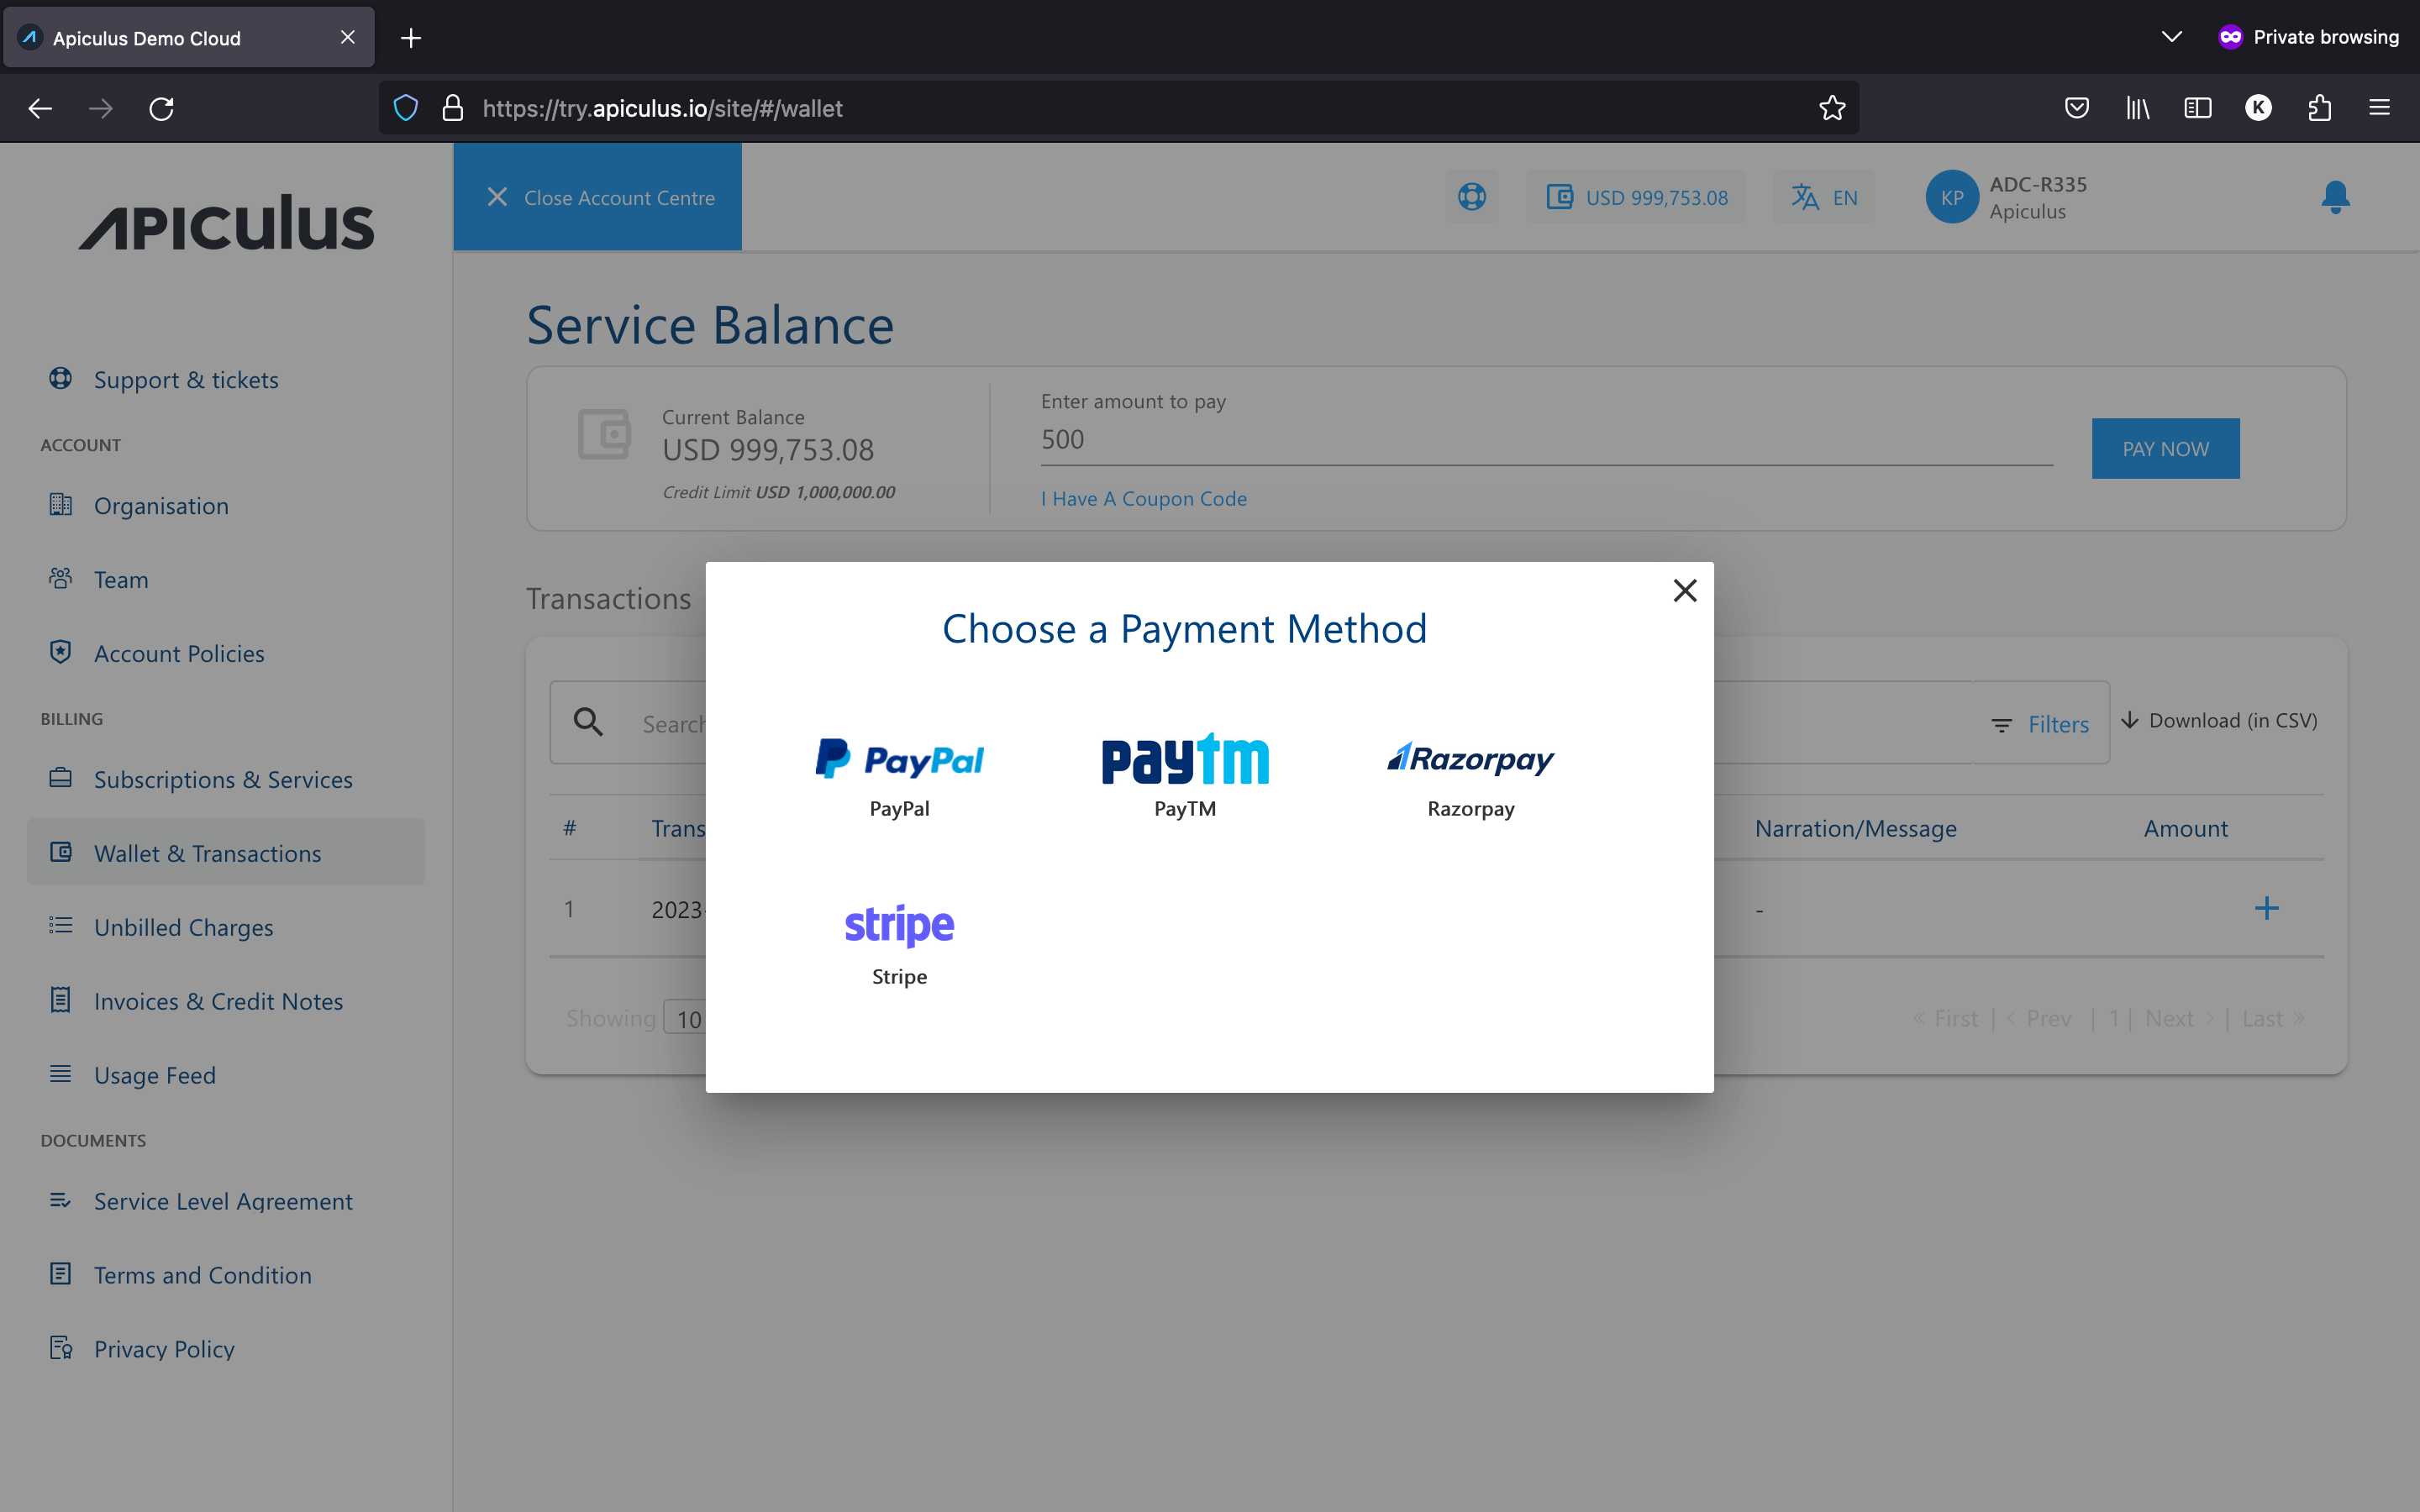 Apiculus Demo Cloud
Private browsing
https://try.apiculus.io/site/#/wallet
K
APICULUS
Close Account Centre
USD 999,753.08
EN
KP
ADC-R335
Apiculus
Support & tickets
ACCOUNT
Organisation
Team
Account Policies
BILLING
Subscriptions & Services
Wallet & Transactions
Unbilled Charges
Invoices & Credit Notes
Usage Feed
DOCUMENTS
Service Level Agreement
Terms and Condition
Privacy Policy
Service Balance
Current Balance
USD 999,753.08
Credit Limit USD 1,000,000.00
Enter amount to pay
500
I Have A Coupon Code
PAY NOW
Transactions
Search
Filters
Download (in CSV)
# Trans Narration/Message Amount
1 2023- - +
Showing 10
« First | ‹ Prev | 1 | Next › | Last »
Choose a Payment Method
PayPal
PayPal
paytm
PayTM
Razorpay
Razorpay
stripe
Stripe